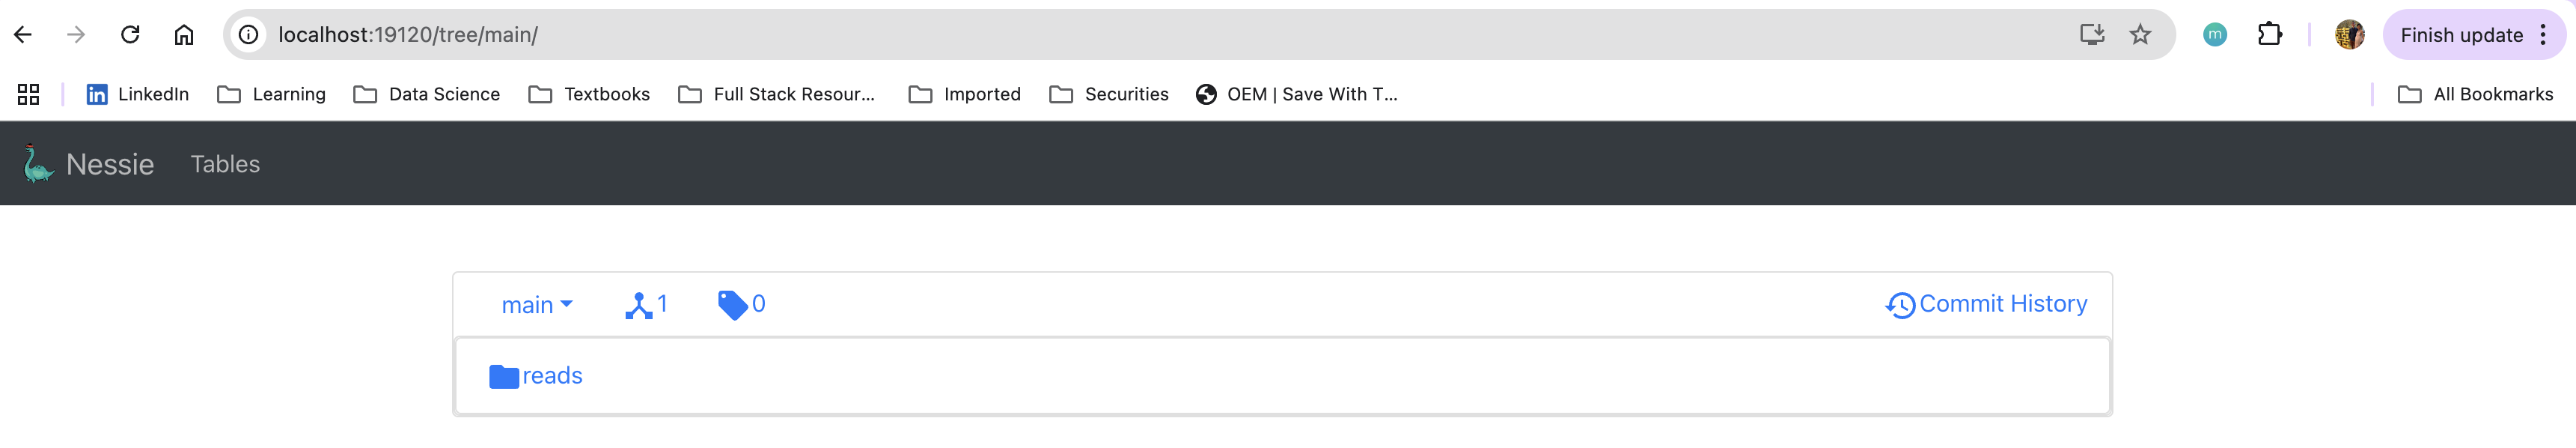 localhost:19120/tree/main/
m
Finish update
LinkedIn Learning Data Science Textbooks Full Stack Resour... Imported Securities OEM | Save With T... All Bookmarks
Nessie Tables
main 1 0 Commit History
reads